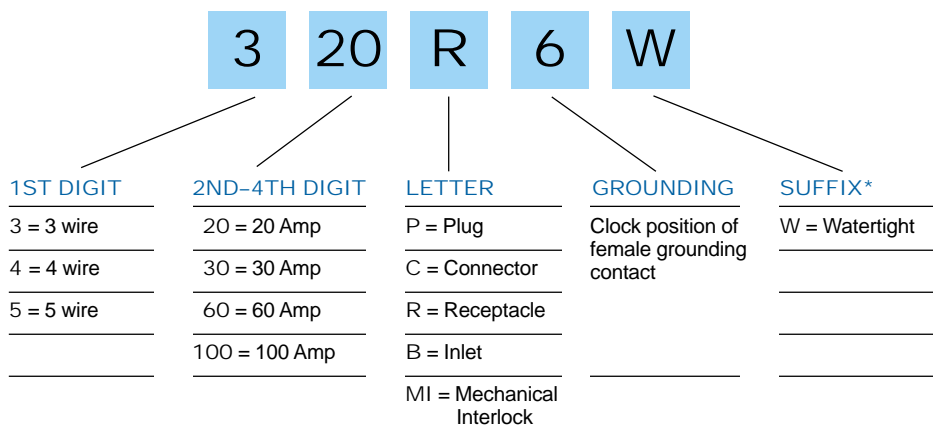 3 20 R 6 W
1ST DIGIT
3 = 3 wire
4 = 4 wire
5 = 5 wire
2ND–4TH DIGIT
20 = 20 Amp
30 = 30 Amp
60 = 60 Amp
100 = 100 Amp
LETTER
P = Plug
C = Connector
R = Receptacle
B = Inlet
MI = Mechanical
Interlock
GROUNDING
Clock position of
female grounding
contact
SUFFIX*
W = Watertight